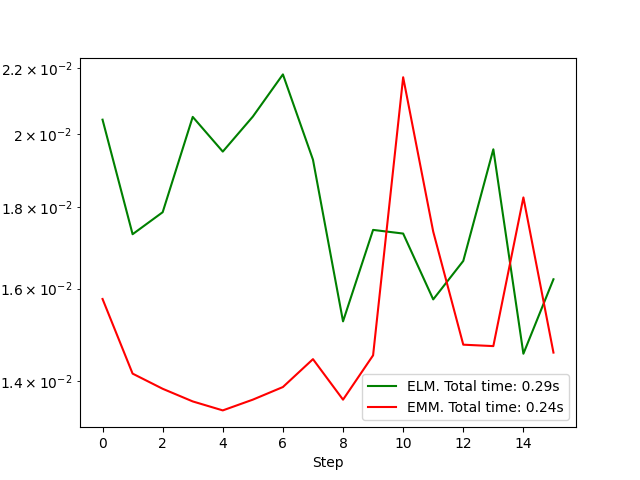 2.2 × 10⁻²
2 × 10⁻²
1.8 × 10⁻²
1.6 × 10⁻²
1.4 × 10⁻²
ELM. Total time: 0.29s
EMM. Total time: 0.24s
0 2 4 6 8 10 12 14
Step